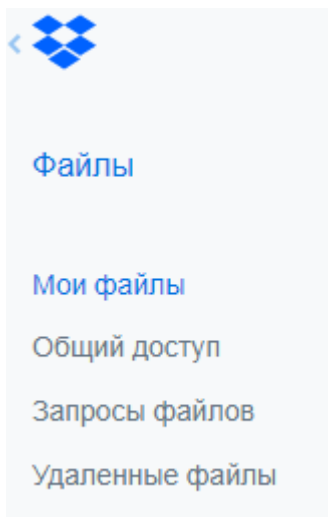 Файлы
Мои файлы
Общий доступ
Запросы файлов
Удаленные файлы